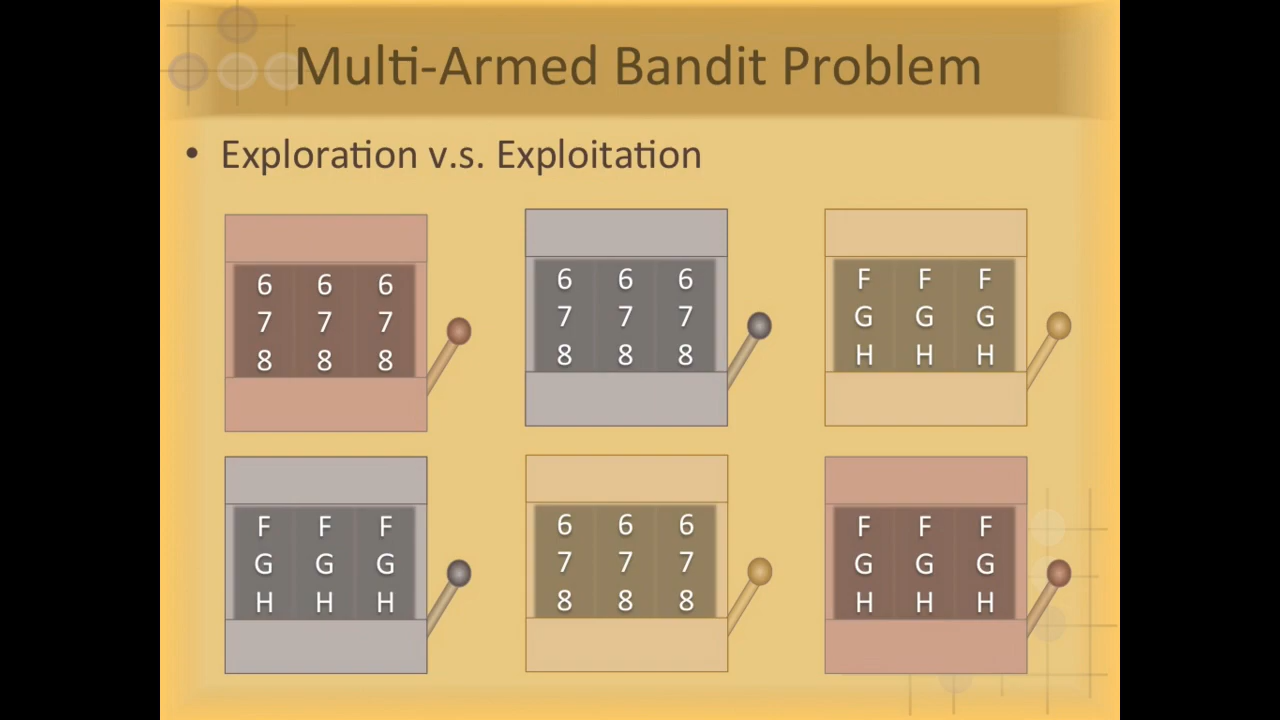 Multi-Armed Bandit Problem
• Exploration v.s. Exploitation
6 6 6
7 7 7
8 8 8
6 6 6
7 7 7
8 8 8
F F F
G G G
H H H
F F F
G G G
H H H
6 6 6
7 7 7
8 8 8
F F F
G G G
H H H